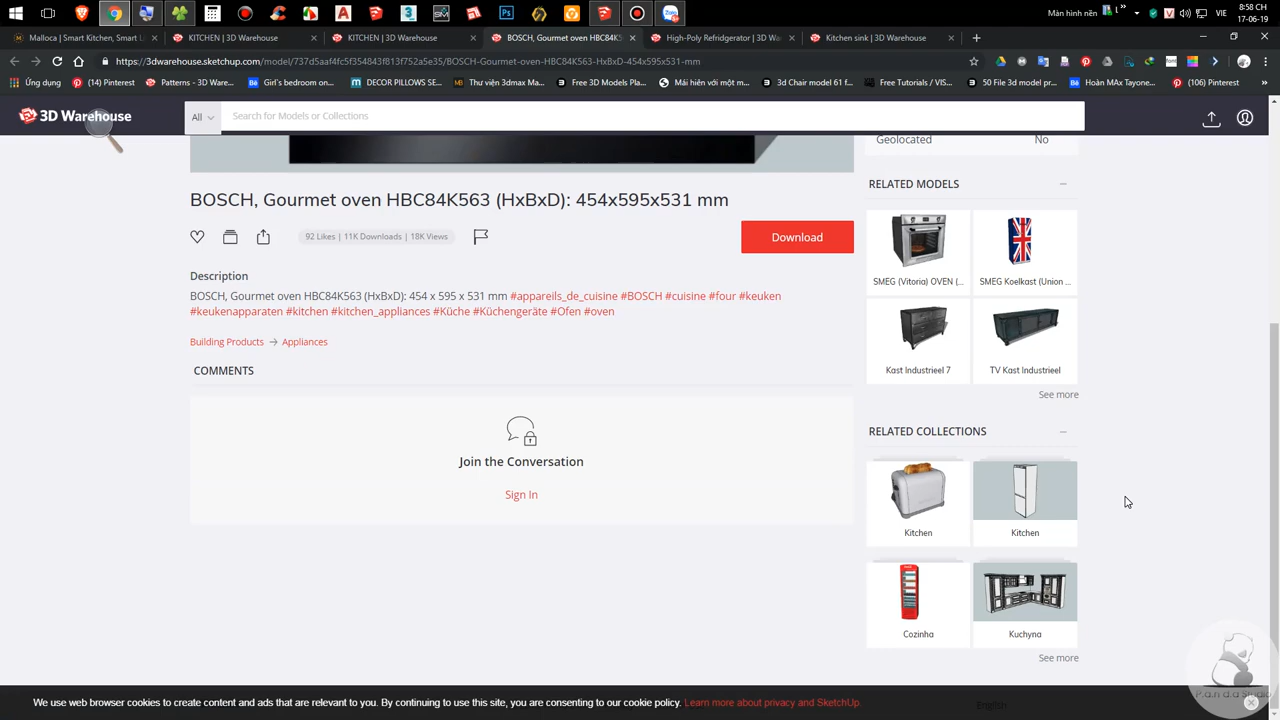 Màn hình nền
VIE
8:58 CH
17-06-19
Malloca | Smart Kitchen, Smart L
KITCHEN | 3D Warehouse
KITCHEN | 3D Warehouse
BOSCH, Gourmet oven HBC84K5
High-Poly Refridgerator | 3D Wa
Kitchen sink | 3D Warehouse
https://3dwarehouse.sketchup.com/model/737d5aaf4fc5f354843f813f752a5e35/BOSCH-Gourmet-oven-HBC84K563-HxBxD-454x595x531-mm
Ứng dụng
(19) Pinterest
Patterns - 3D Ware...
Girl's bedroom on...
DECOR PILLOWS SE...
Thư viện 3dmax Ma...
Free 3D Models Pla...
Mái hiên với một m...
3d Chair model 61 f...
Free Tutorials / VIS...
50 File 3d model pr...
Hoàn MAx Tayone...
(106) Pinterest
3D Warehouse
All
Search for Models or Collections
Geolocated No
BOSCH, Gourmet oven HBC84K563 (HxBxD): 454x595x531 mm
92 Likes | 11K Downloads | 18K Views
Download
Description
BOSCH, Gourmet oven HBC84K563 (HxBxD): 454 x 595 x 531 mm #appareils_de_cuisine #BOSCH #cuisine #four #keuken
#keukenapparaten #kitchen #kitchen_appliances #Küche #Küchengeräte #Ofen #oven
Building Products → Appliances
COMMENTS
Join the Conversation
Sign In
RELATED MODELS
SMEG (Vitoria) OVEN (...
SMEG Koelkast (Union ...
Kast Industrieel 7
TV Kast Industrieel
See more
RELATED COLLECTIONS
Kitchen
Kitchen
Cozinha
Kuchyna
See more
We use web browser cookies to create content and ads that are relevant to you. By continuing to use this site, you are consenting to our cookie policy. Learn more about privacy and SketchUp.
English
P.a.n.d.a Studio